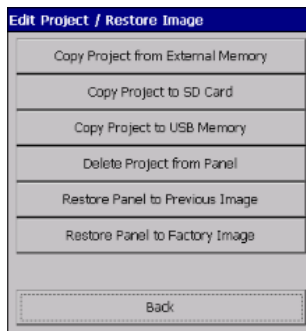 Edit Project / Restore Image
Copy Project from External Memory
Copy Project to SD Card
Copy Project to USB Memory
Delete Project from Panel
Restore Panel to Previous Image
Restore Panel to Factory Image
Back